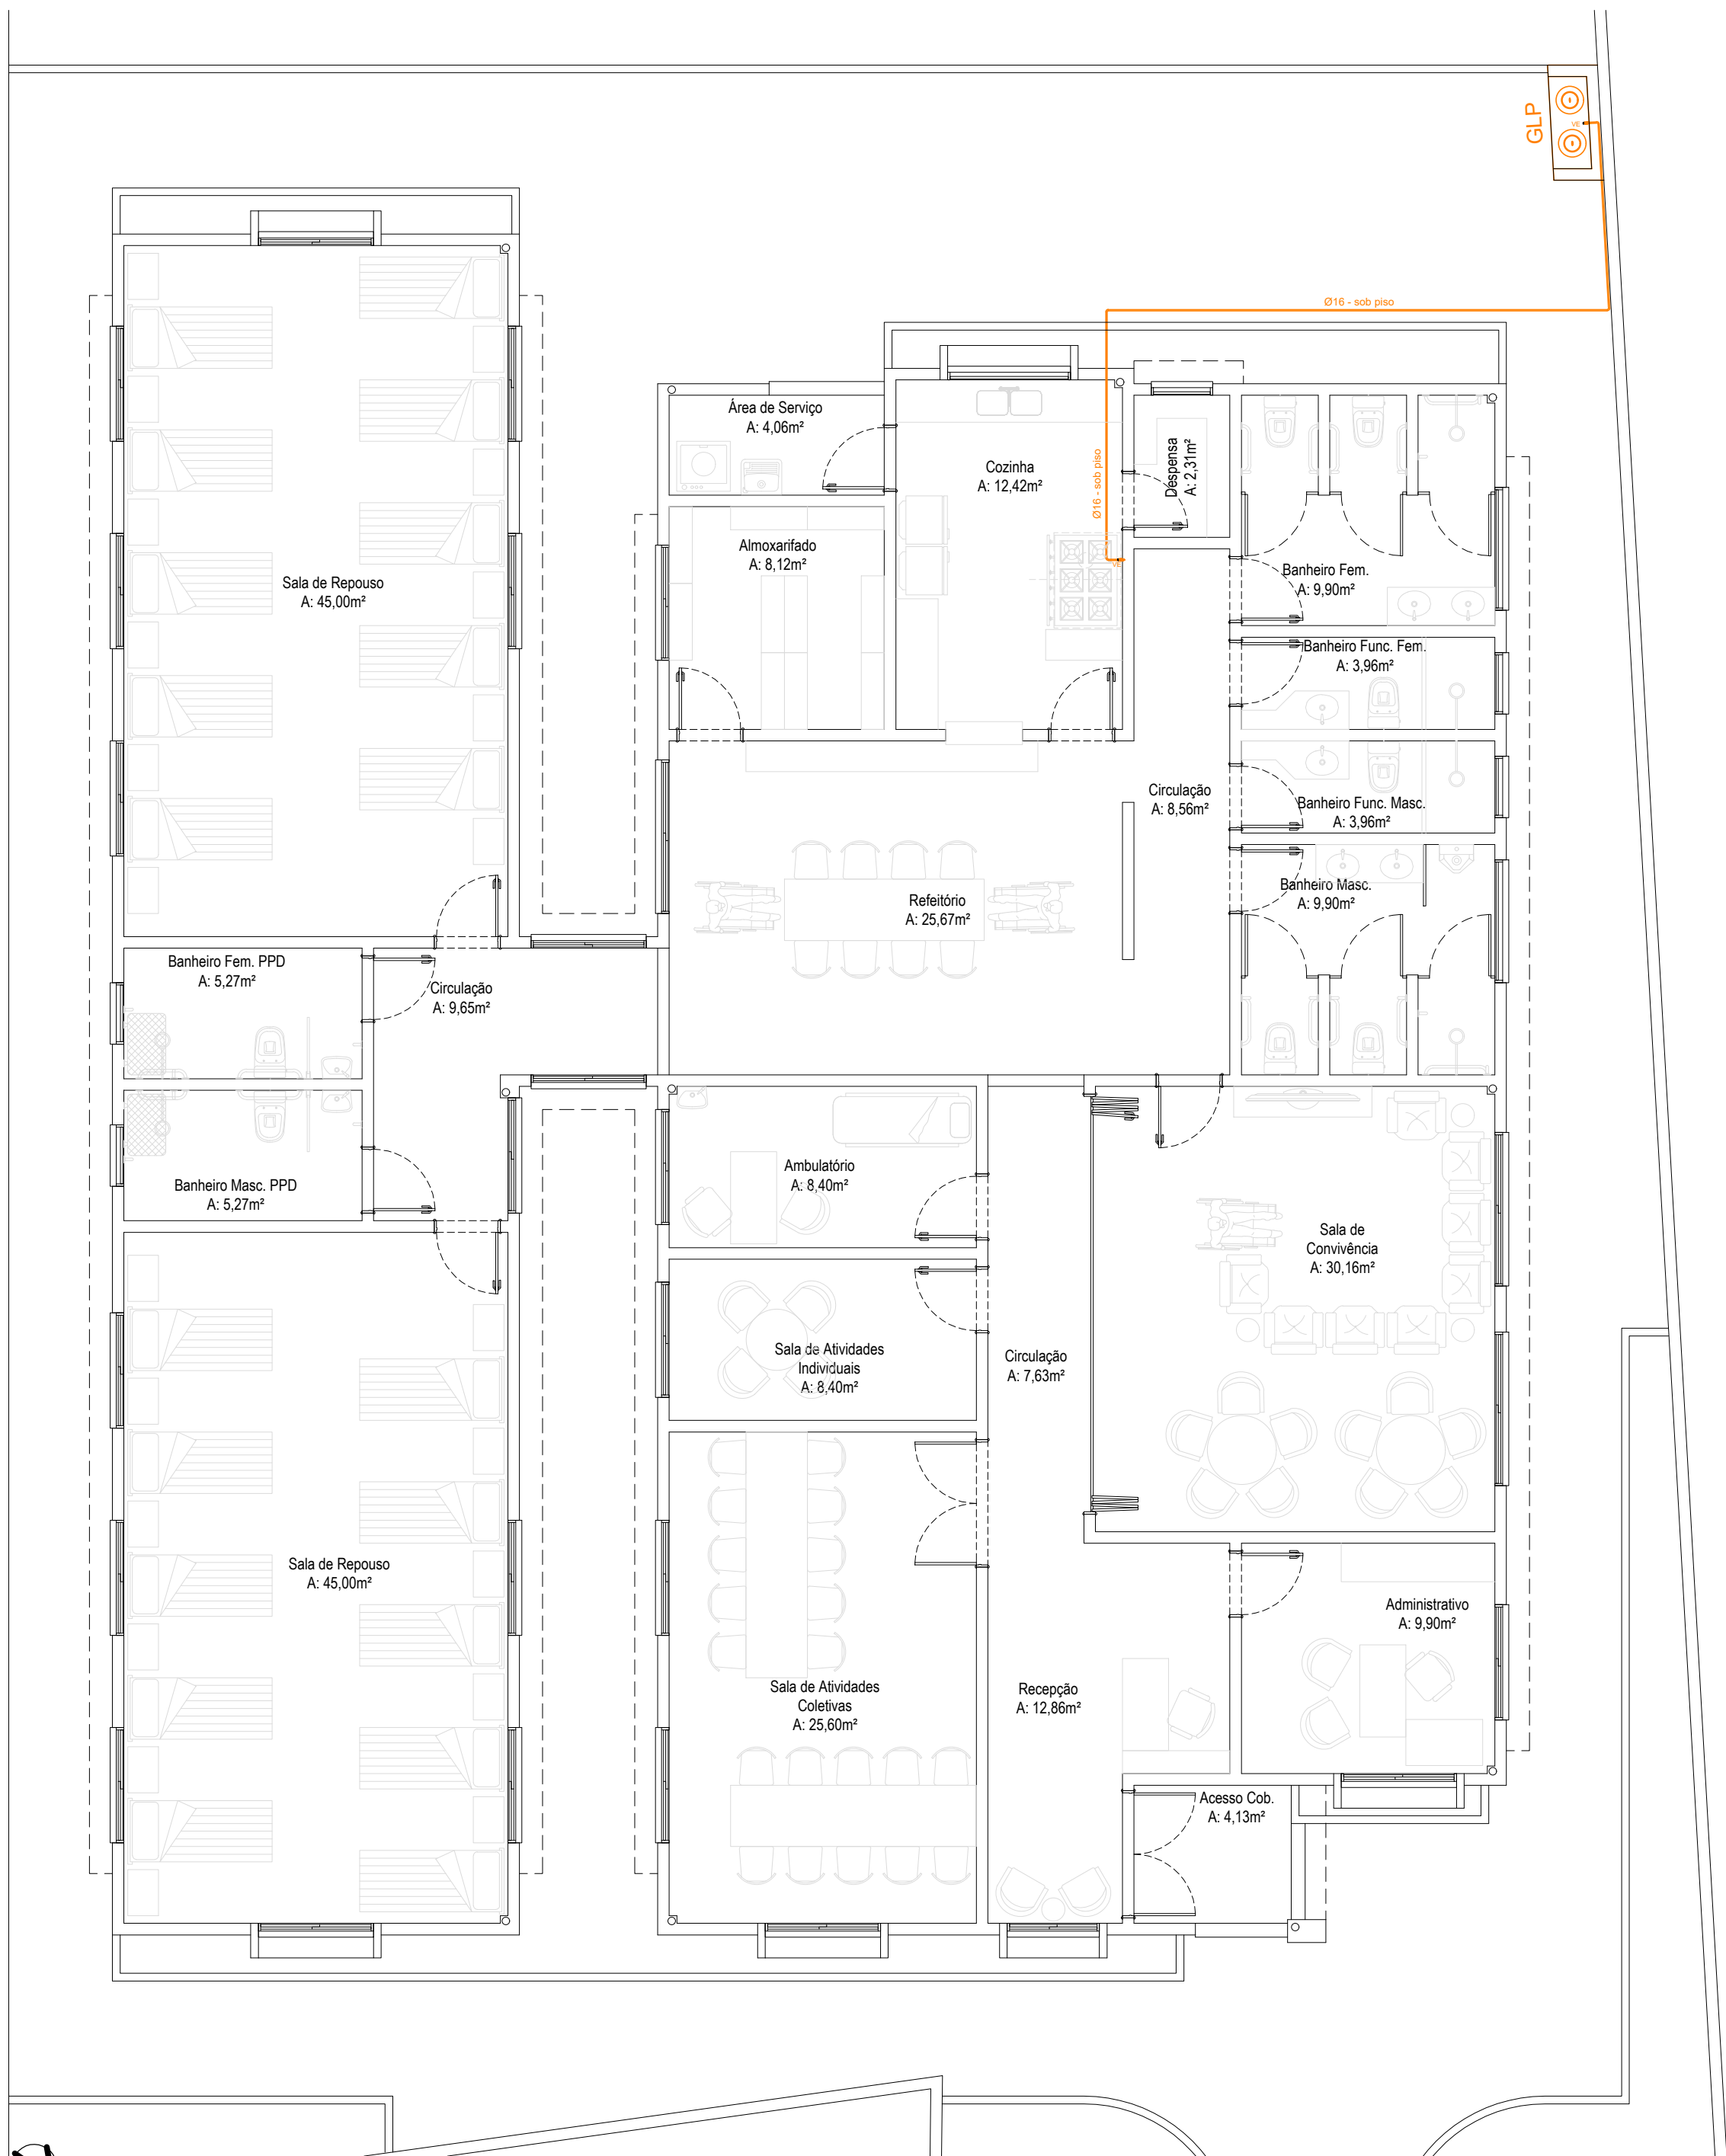 GLP
VE
Ø16 - sob piso
Área de Serviço
A: 4,06m²
Cozinha
A: 12,42m²
Despensa
A: 2,31m²
Ø16 - sob piso
VE
Almoxarifado
A: 8,12m²
Sala de Repouso
A: 45,00m²
Banheiro Fem.
A: 9,90m²
Banheiro Func. Fem.
A: 3,96m²
Circulação
A: 8,56m²
Banheiro Func. Masc.
A: 3,96m²
Banheiro Masc.
A: 9,90m²
Refeitório
A: 25,67m²
Banheiro Fem. PPD
A: 5,27m²
Circulação
A: 9,65m²
Banheiro Masc. PPD
A: 5,27m²
Ambulatório
A: 8,40m²
Sala de
Convivência
A: 30,16m²
Sala de Atividades
Individuais
A: 8,40m²
Circulação
A: 7,63m²
Sala de Repouso
A: 45,00m²
Administrativo
A: 9,90m²
Sala de Atividades
Coletivas
A: 25,60m²
Recepção
A: 12,86m²
Acesso Cob.
A: 4,13m²